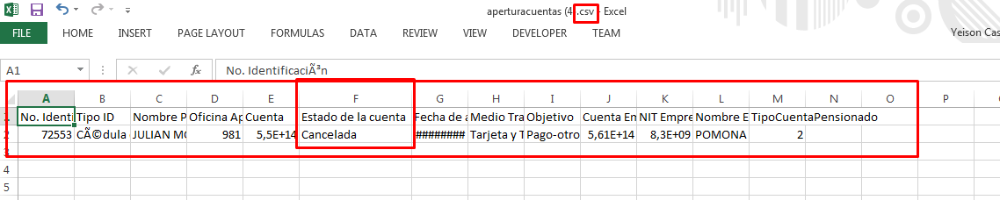 aperturacuentas (4).csv - Excel
FILE HOME INSERT PAGE LAYOUT FORMULAS DATA REVIEW VIEW DEVELOPER TEAM Yeison Cas
A1 fx No. IdentificaciÃ³n
A B C D E F G H I J K L M N O P Q
1 No. Identi Tipo ID Nombre P Oficina Ap Cuenta Estado de la cuenta Fecha de a Medio Tra Objetivo Cuenta En NIT Empre Nombre E TipoCuentaPensionado
2 72553 CÃ©dula JULIAN MO 981 5,5E+14 Cancelada ######## Tarjeta y T Pago-otro 5,61E+14 8,3E+09 POMONA 2
3
4
5